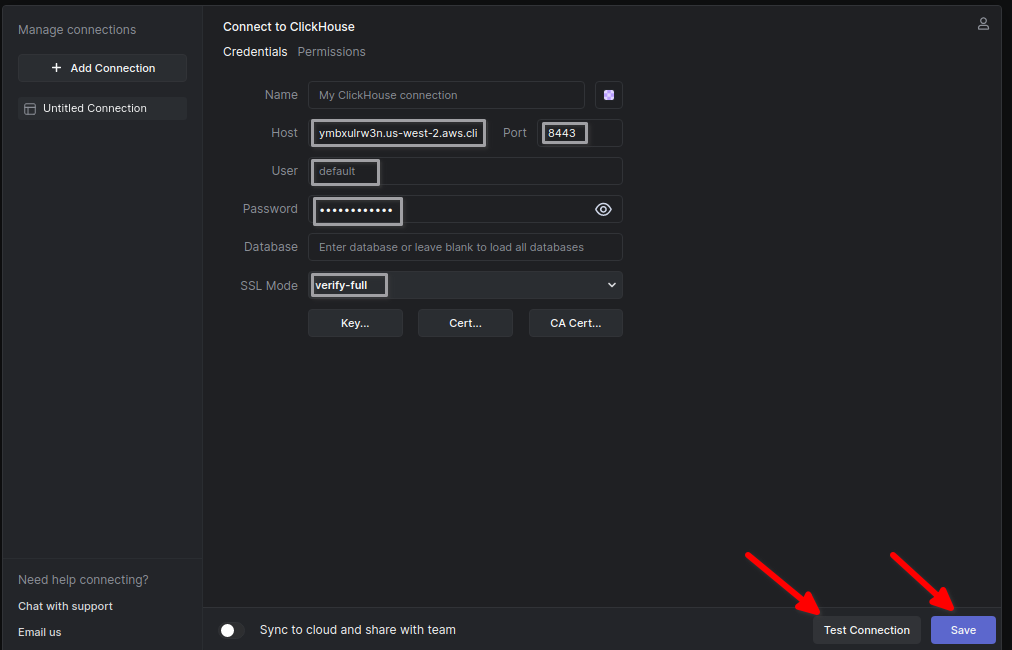 Manage connections
Add Connection
Untitled Connection
Need help connecting?
Chat with support
Email us
Connect to ClickHouse
Credentials Permissions
Name My ClickHouse connection
Host ymbxulrw3n.us-west-2.aws.cli Port 8443
User default
Password ••••••••••••
Database Enter database or leave blank to load all databases
SSL Mode verify-full
Key... Cert... CA Cert...
Sync to cloud and share with team Test Connection Save